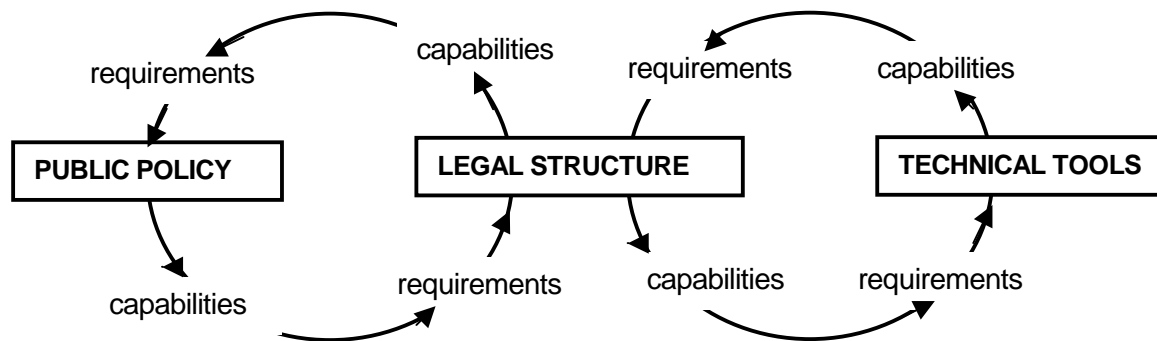 capabilities
requirements
requirements
capabilities
PUBLIC POLICY
LEGAL STRUCTURE
TECHNICAL TOOLS
capabilities
requirements
capabilities
requirements